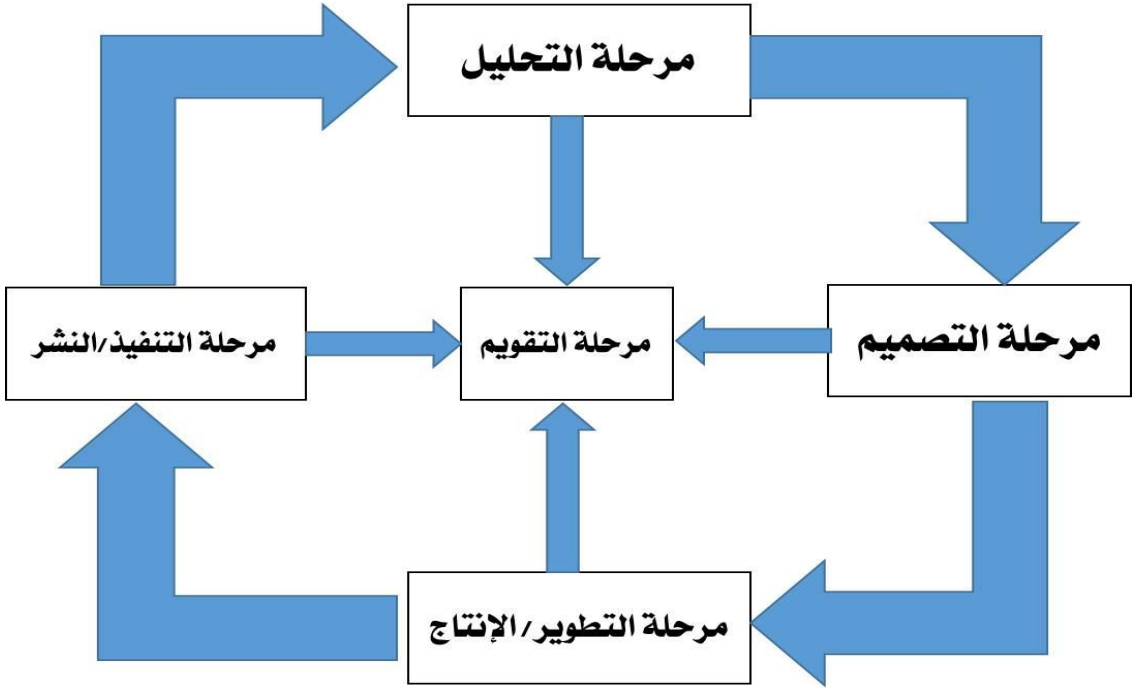 مرحلة التحليل
مرحلة التصميم
مرحلة التقويم
مرحلة التنفيذ/النشر
مرحلة التطوير/الإنتاج